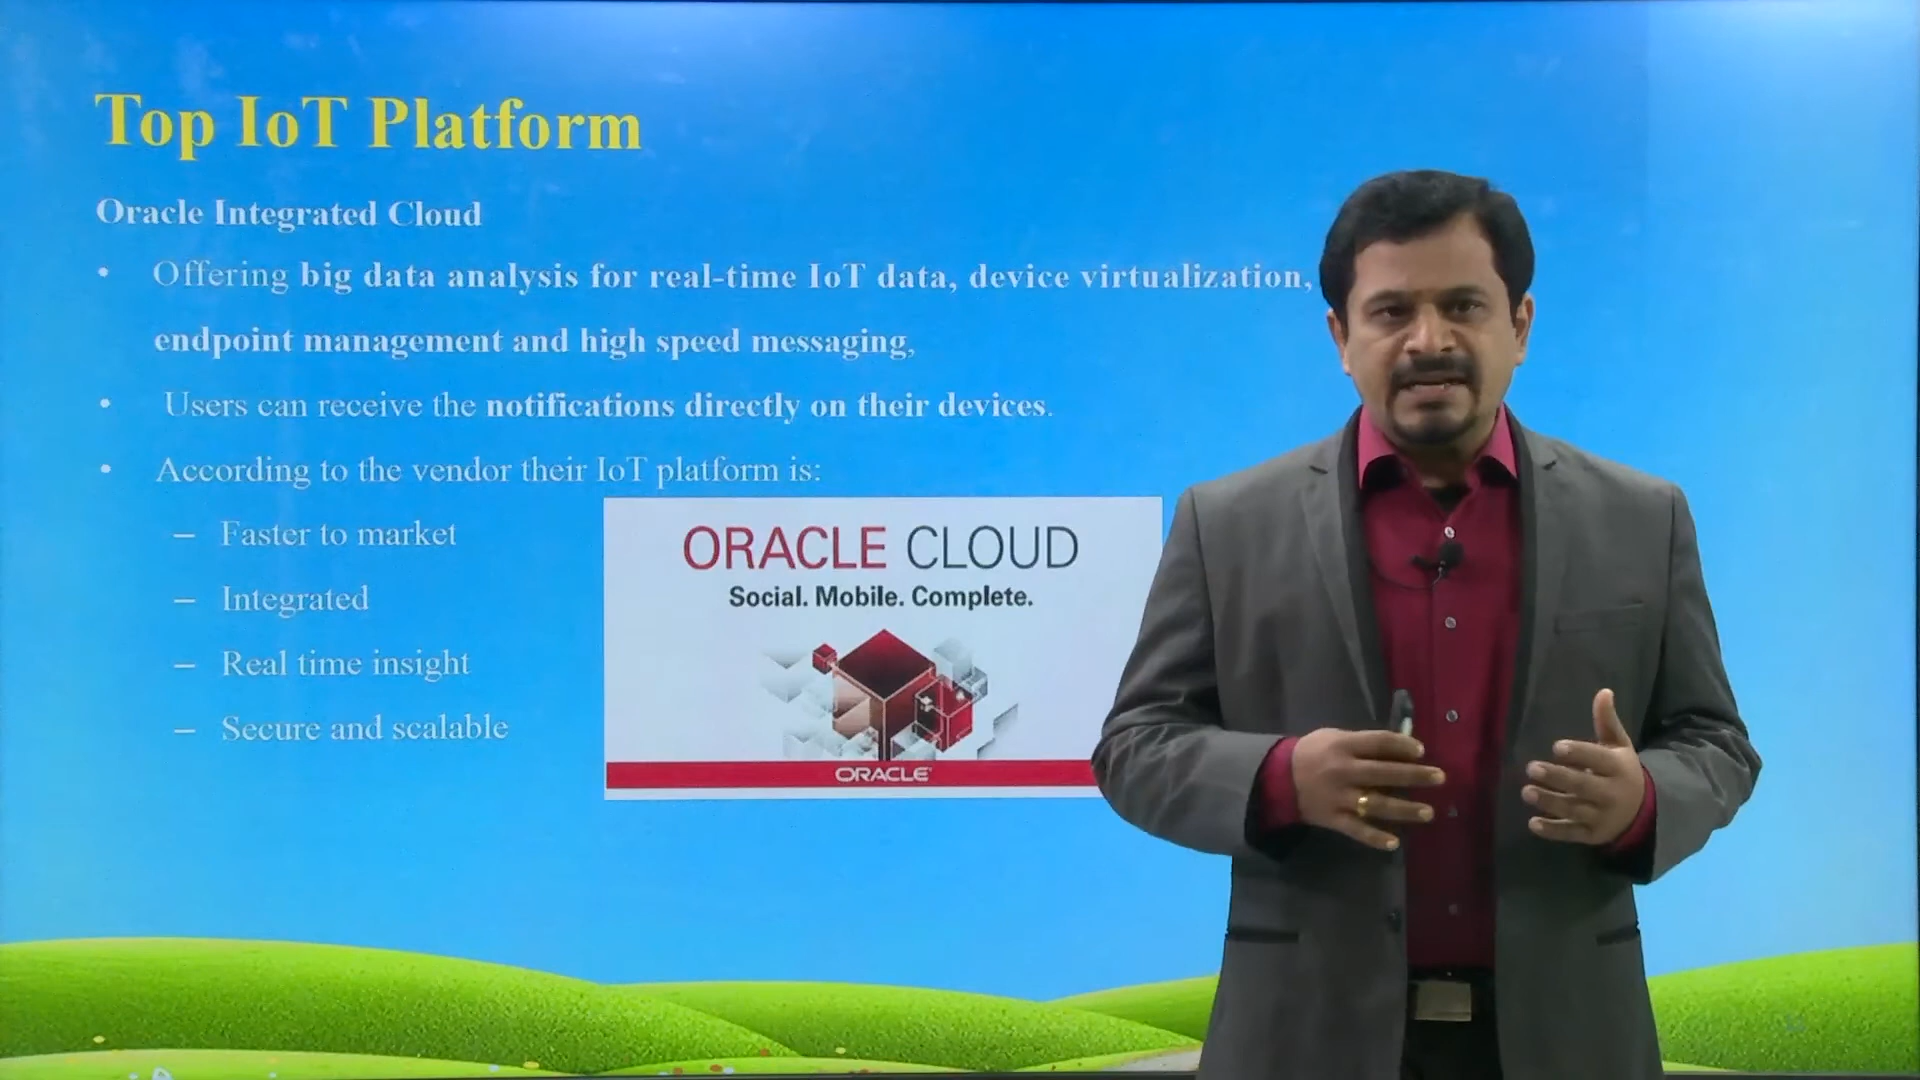 Top IoT Platform
Oracle Integrated Cloud
• Offering big data analysis for real-time IoT data, device virtualization,
endpoint management and high speed messaging,
• Users can receive the notifications directly on their devices.
• According to the vendor their IoT platform is:
– Faster to market
– Integrated
– Real time insight
– Secure and scalable
ORACLE CLOUD
Social. Mobile. Complete.
ORACLE